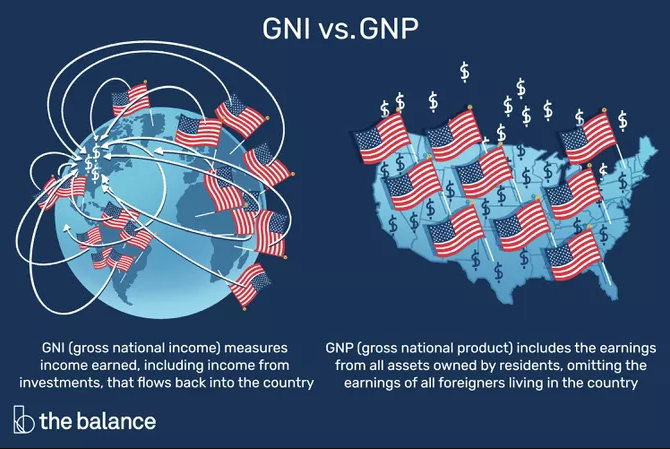 GNI vs. GNP
GNI (gross national income) measures
income earned, including income from
investments, that flows back into the country
GNP (gross national product) includes the earnings
from all assets owned by residents, omitting the
earnings of all foreigners living in the country
the balance